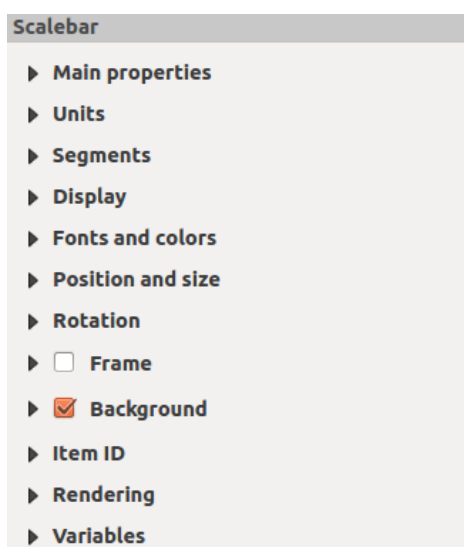 Scalebar
Main properties
Units
Segments
Display
Fonts and colors
Position and size
Rotation
Frame
Background
Item ID
Rendering
Variables